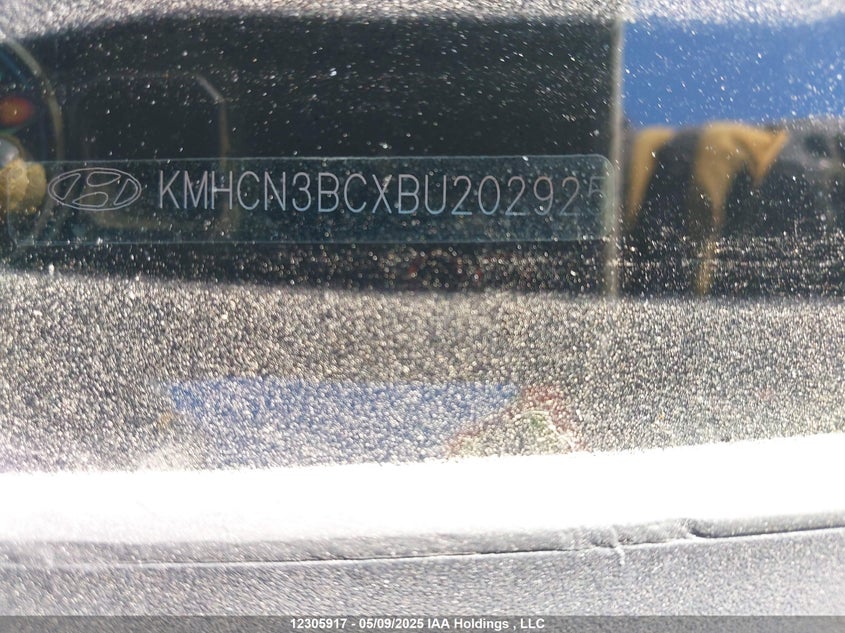 KMHCN3BCXBU202925
12305917 - 05/09/2025 IAA Holdings , LLC